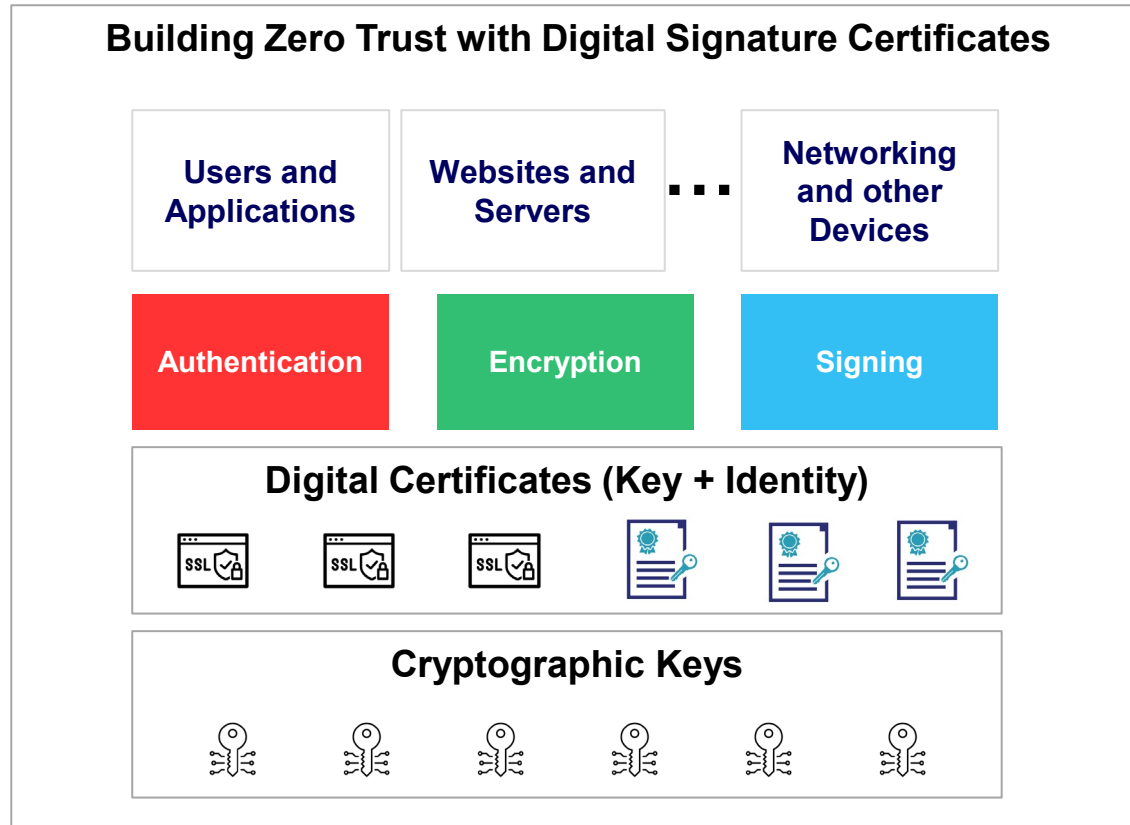 Building Zero Trust with Digital Signature Certificates
Users and
Applications
Websites and
Servers
...
Networking
and other
Devices
Authentication
Encryption
Signing
Digital Certificates (Key + Identity)
SSL
SSL
SSL
Cryptographic Keys